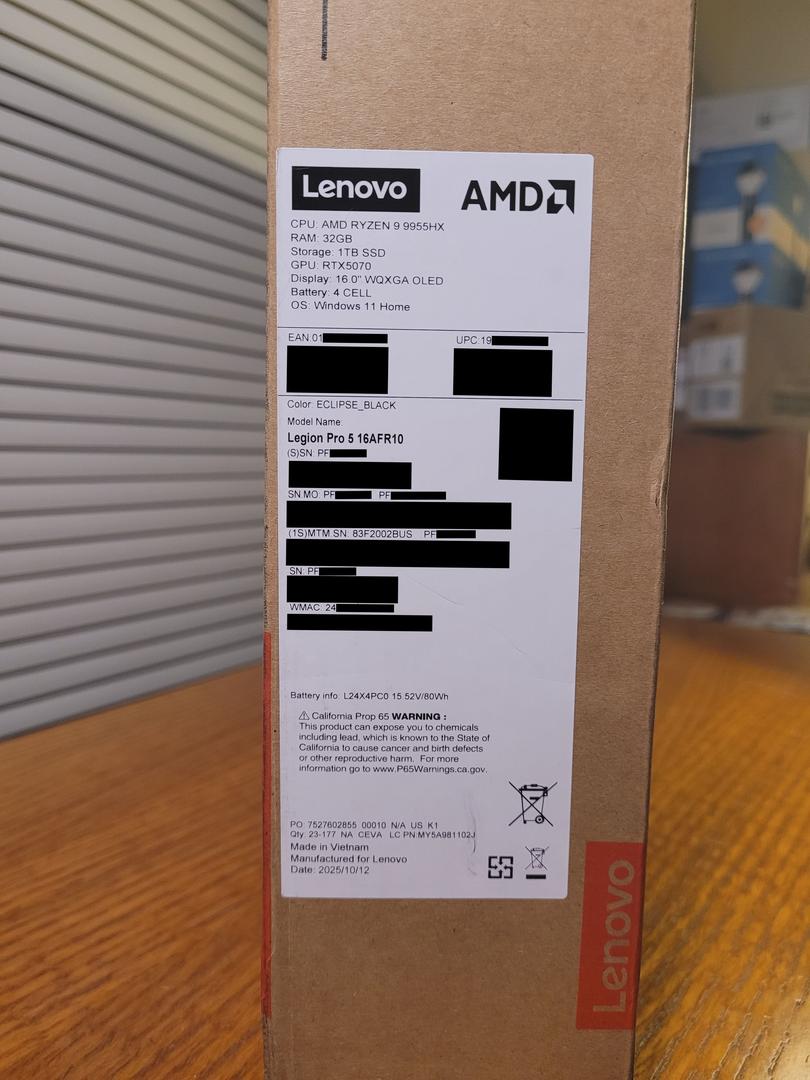 Lenovo AMD
CPU: AMD RYZEN 9 9955HX
RAM: 32GB
Storage: 1TB SSD
GPU: RTX5070
Display: 16.0" WQXGA OLED
Battery: 4 CELL
OS: Windows 11 Home
EAN:01 UPC:19
Color: ECLIPSE_BLACK
Model Name:
Legion Pro 5 16AFR10
(S)SN: PF
SN.MO: PF PF
(1S)MTM.SN: 83F2002BUS PF
SN: PF
WMAC: 24
Battery info: L24X4PC0 15.52V/80Wh
⚠ California Prop 65 WARNING :
This product can expose you to chemicals
including lead, which is known to the State of
California to cause cancer and birth defects
or other reproductive harm. For more
information go to www.P65Warnings.ca.gov.
PO: 7527602855 00010 N/A US K1
Qty: 23-177 NA CEVA LC PN:MY5A981102J
Made in Vietnam
Manufactured for Lenovo
Date: 2025/10/12
Lenovo